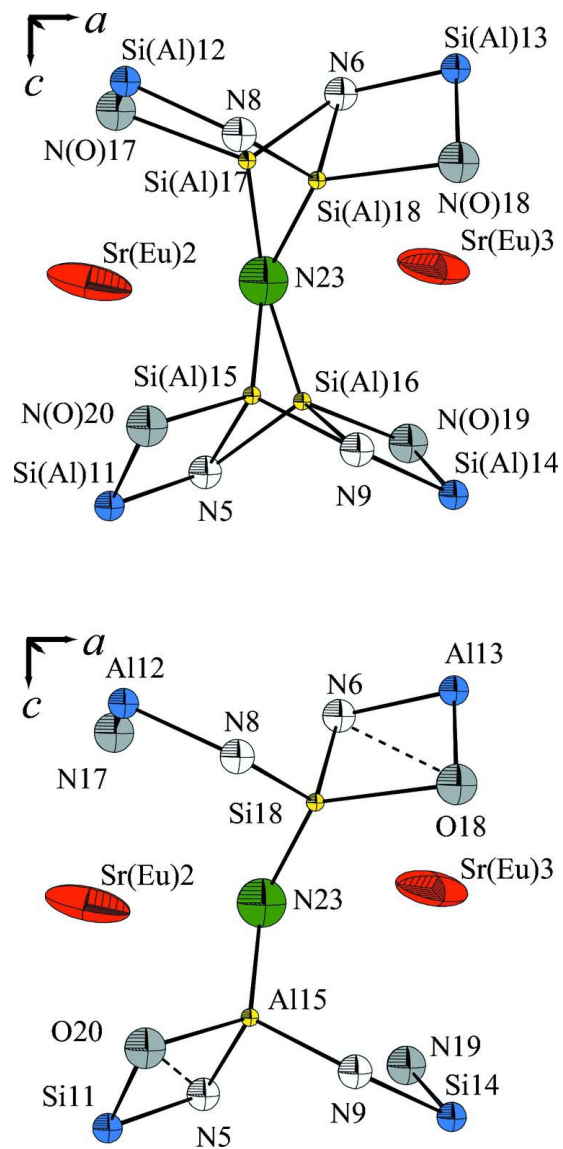 a
c
Si(Al)12
N6
Si(Al)13
N8
N(O)17
Si(Al)17
Si(Al)18
N(O)18
Sr(Eu)2
N23
Sr(Eu)3
Si(Al)15
Si(Al)16
N(O)20
N(O)19
Si(Al)11
N5
N9
Si(Al)14
a
c
Al12
N6
Al13
N8
N17
Si18
O18
Sr(Eu)2
N23
Sr(Eu)3
Al15
O20
N19
Si11
N5
N9
Si14